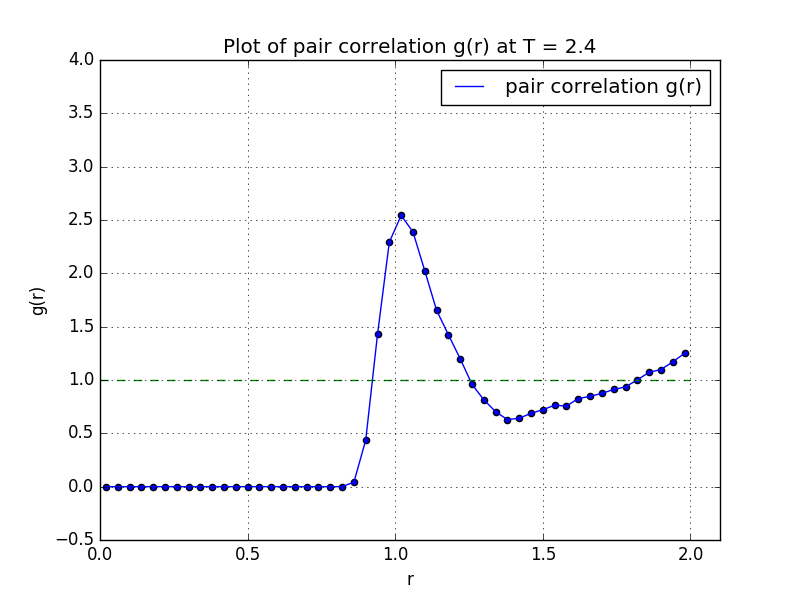 Plot of pair correlation g(r) at T = 2.4
pair correlation g(r)
4.0
3.5
3.0
2.5
2.0
1.5
1.0
0.5
0.0
−0.5
g(r)
0.0 0.5 1.0 1.5 2.0
r